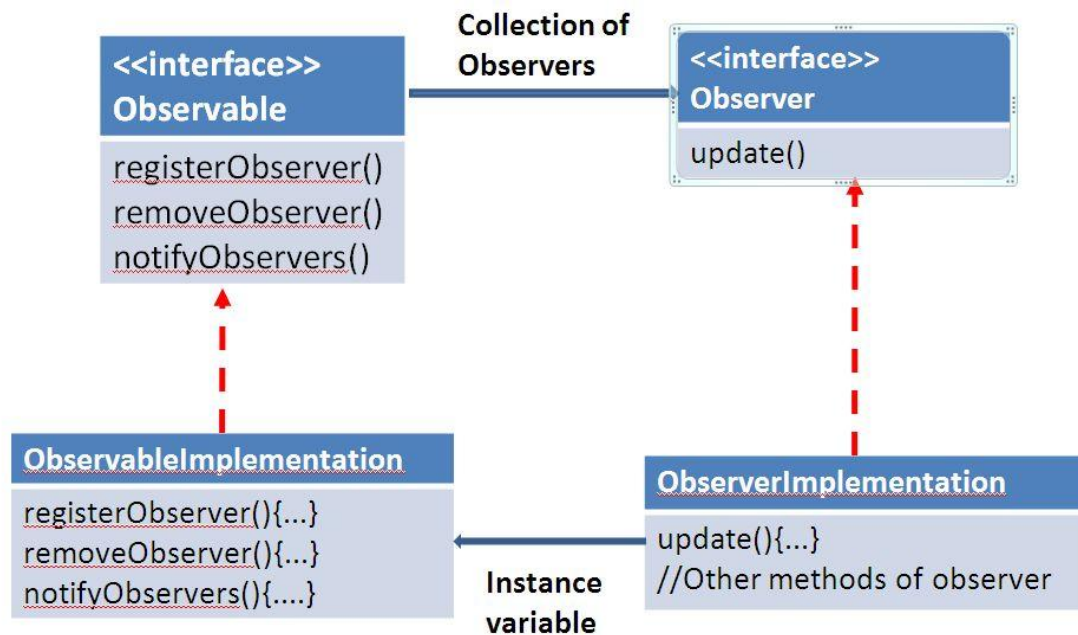 <<interface>>
Observable
registerObserver()
removeObserver()
notifyObservers()
Collection of
Observers
<<interface>>
Observer
update()
ObservableImplementation
registerObserver(){...}
removeObserver(){...}
notifyObservers(){....}
Instance
variable
ObserverImplementation
update(){...}
//Other methods of observer